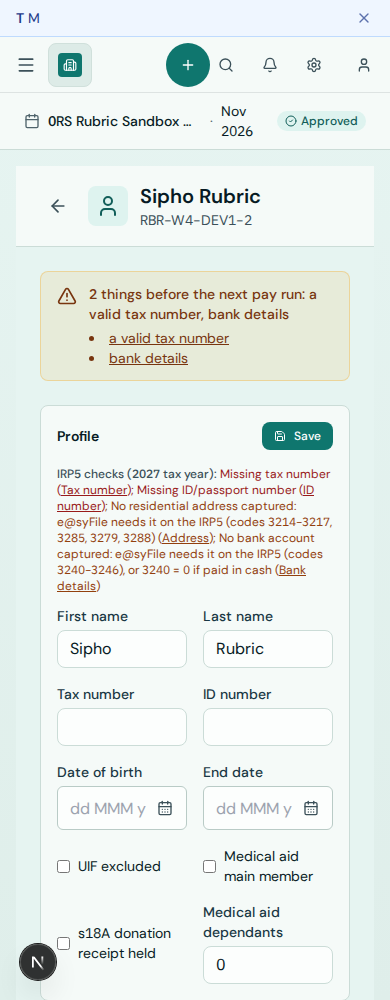 T M
0RS Rubric Sandbox ... · Nov 2026 Approved
Sipho Rubric
RBR-W4-DEV1-2
2 things before the next pay run: a
valid tax number, bank details
• a valid tax number
• bank details
Profile Save
IRP5 checks (2027 tax year): Missing tax number
(Tax number); Missing ID/passport number (ID
number); No residential address captured:
e@syFile needs it on the IRP5 (codes 3214-3217,
3285, 3279, 3288) (Address); No bank account
captured: e@syFile needs it on the IRP5 (codes
3240-3246), or 3240 = 0 if paid in cash (Bank
details)
First name Last name
Sipho Rubric
Tax number ID number
Date of birth End date
dd MMM y dd MMM y
UIF excluded
Medical aid
main member
s18A donation
receipt held
Medical aid
dependants
0
N